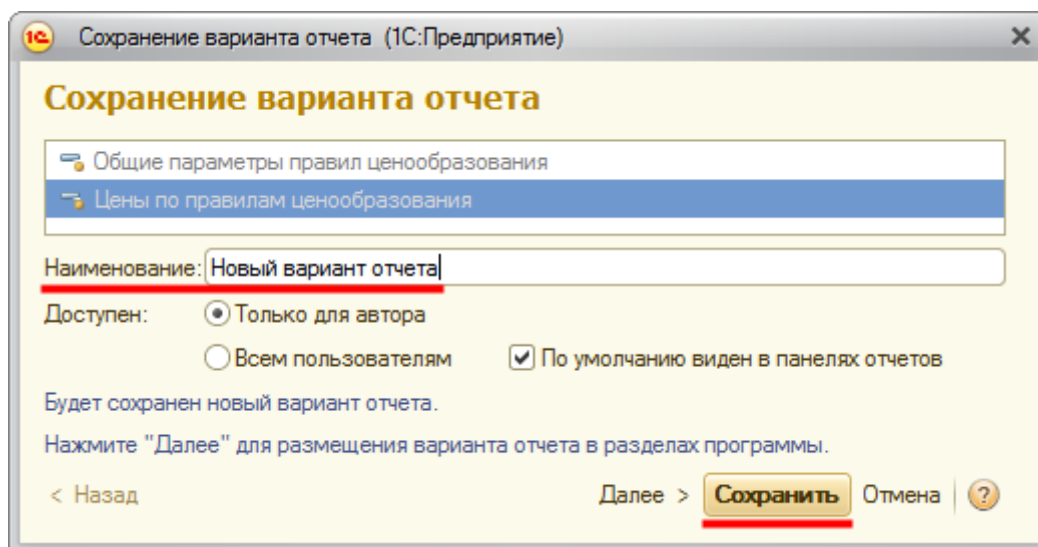 1С Сохранение варианта отчета (1С:Предприятие)
Сохранение варианта отчета
Общие параметры правил ценообразования
Цены по правилам ценообразования
Наименование: Новый вариант отчета
Доступен: Только для автора
Всем пользователям По умолчанию виден в панелях отчетов
Будет сохранен новый вариант отчета.
Нажмите "Далее" для размещения варианта отчета в разделах программы.
< Назад Далее > Сохранить Отмена ?